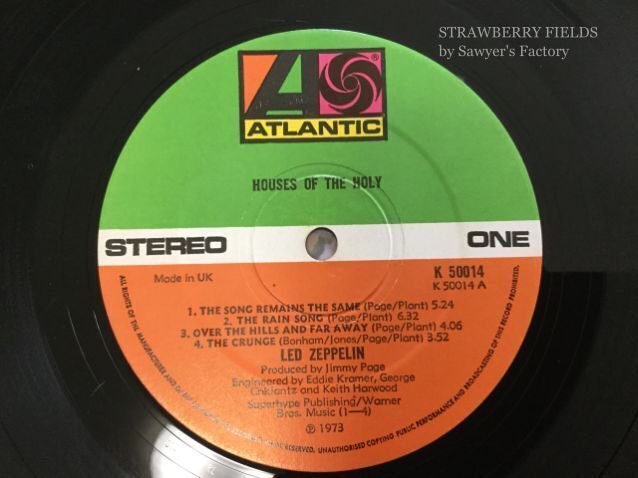 STRAWBERRY FIELDS
by Sawyer's Factory
ATLANTIC
®
HOUSES OF THE HOLY
STEREO
ONE
Made in UK
K 50014
K 50014 A
1. THE SONG REMAINS THE SAME (Page/Plant) 5.24
2. THE RAIN SONG (Page/Plant) 6.32
3. OVER THE HILLS AND FAR AWAY (Page/Plant) 4.06
4. THE CRUNGE (Bonham/Jones/Page/Plant) 3.52
LED ZEPPELIN
Produced by Jimmy Page
Engineered by Eddie Kramer, George
Chkiantz and Keith Harwood
Superhype Publishing/Warner
Bros. Music (1—4)
℗ 1973
ALL RIGHTS OF THE MANUFACTURER AND OF THE RESERVED. UNAUTHORISED COPYING PUBLIC PERFORMANCE AND BROADCASTING OF THIS RECORD PROHIBITED.